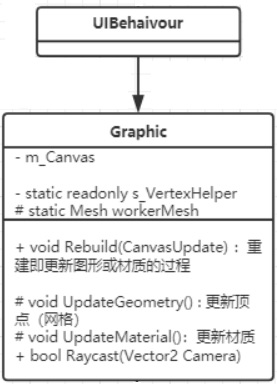 UIBehaivour
Graphic
- m_Canvas
- static readonly s_VertexHelper
# static Mesh workerMesh
+ void Rebuild(CanvasUpdate) : 重
建即更新图形或材质的过程
# void UpdateGeometry() : 更新顶
点（网格）
# void UpdateMaterial(): 更新材质
+ bool Raycast(Vector2 Camera)